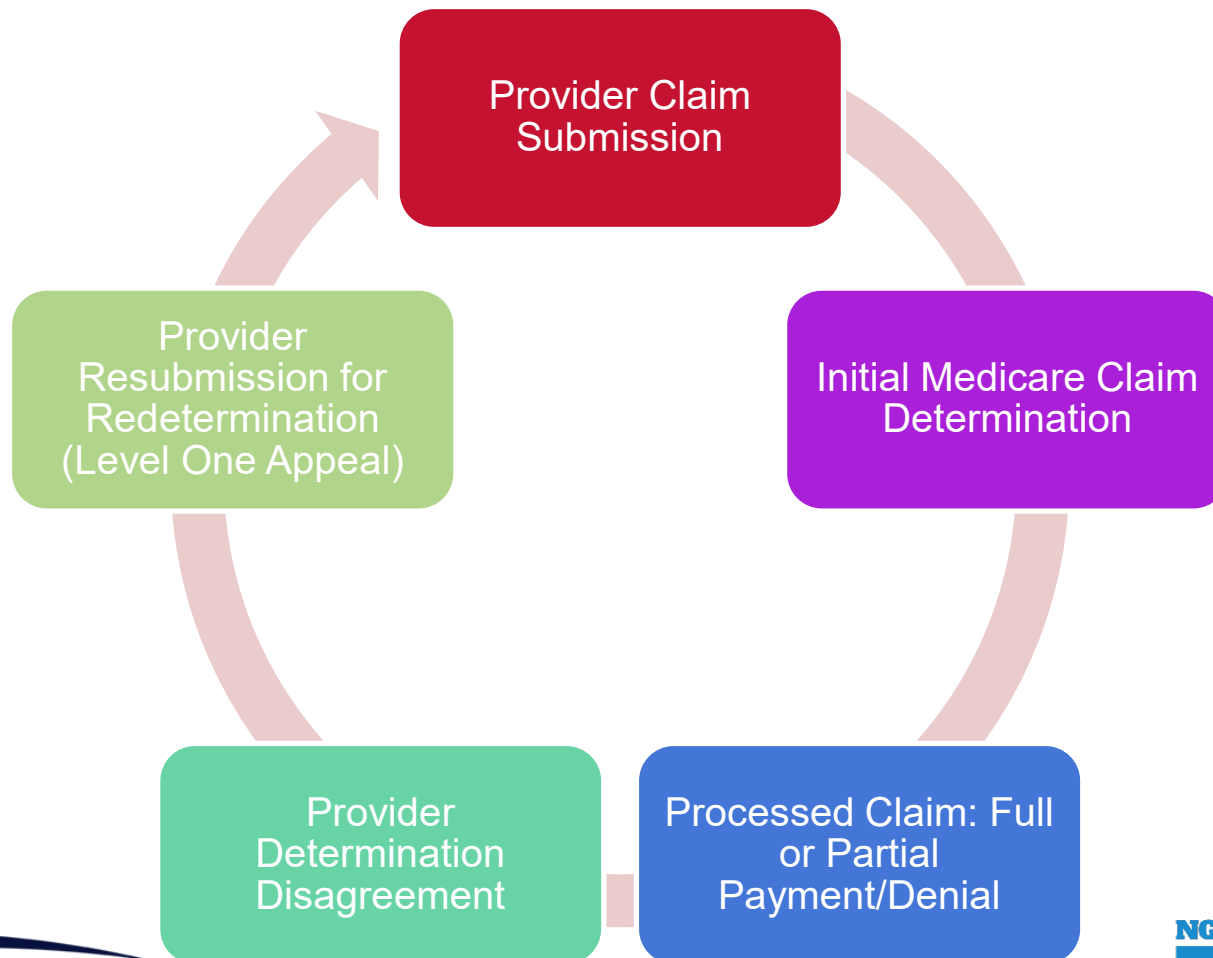 Provider Claim
Submission
Initial Medicare Claim
Determination
Processed Claim: Full
or Partial
Payment/Denial
Provider
Determination
Disagreement
Provider
Resubmission for
Redetermination
(Level One Appeal)
NG